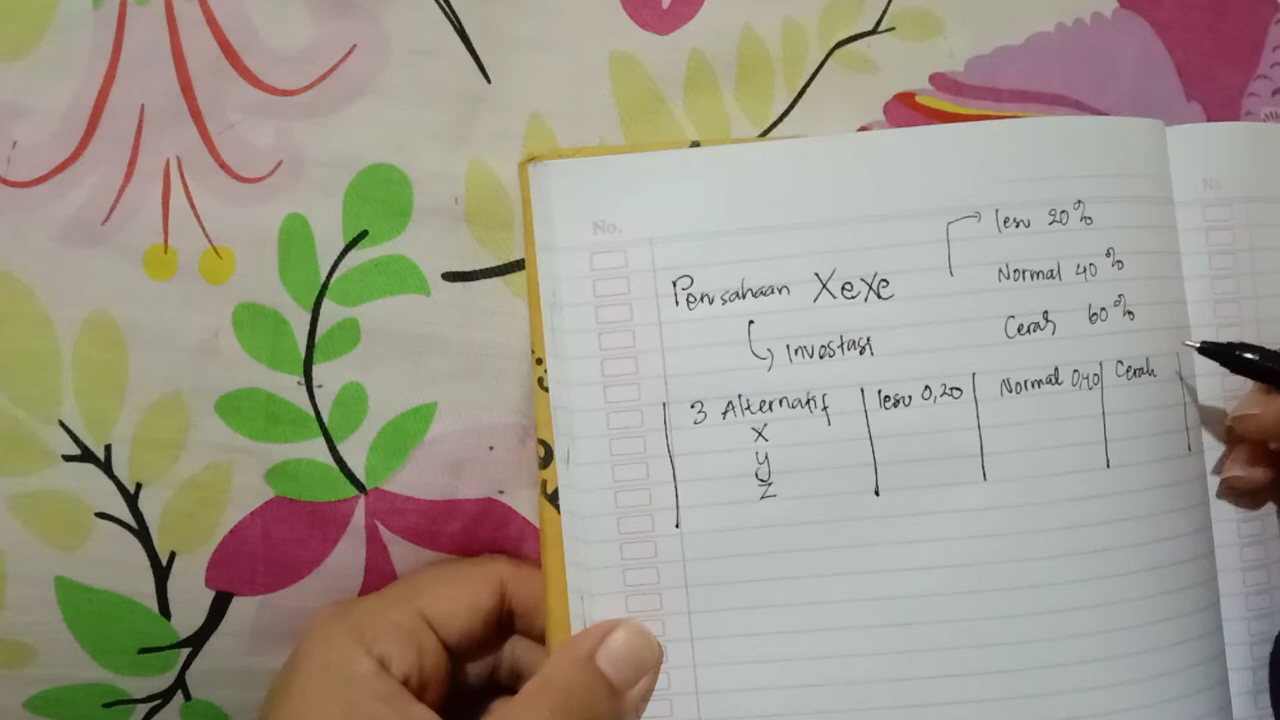 No.
No
Perusahaan XeXe
Investasi
lesu 20%
Normal 40%
Cerah 60%
3 Alternatif
lesu 0,20
Normal 0,40
Cerah
X
y
Z